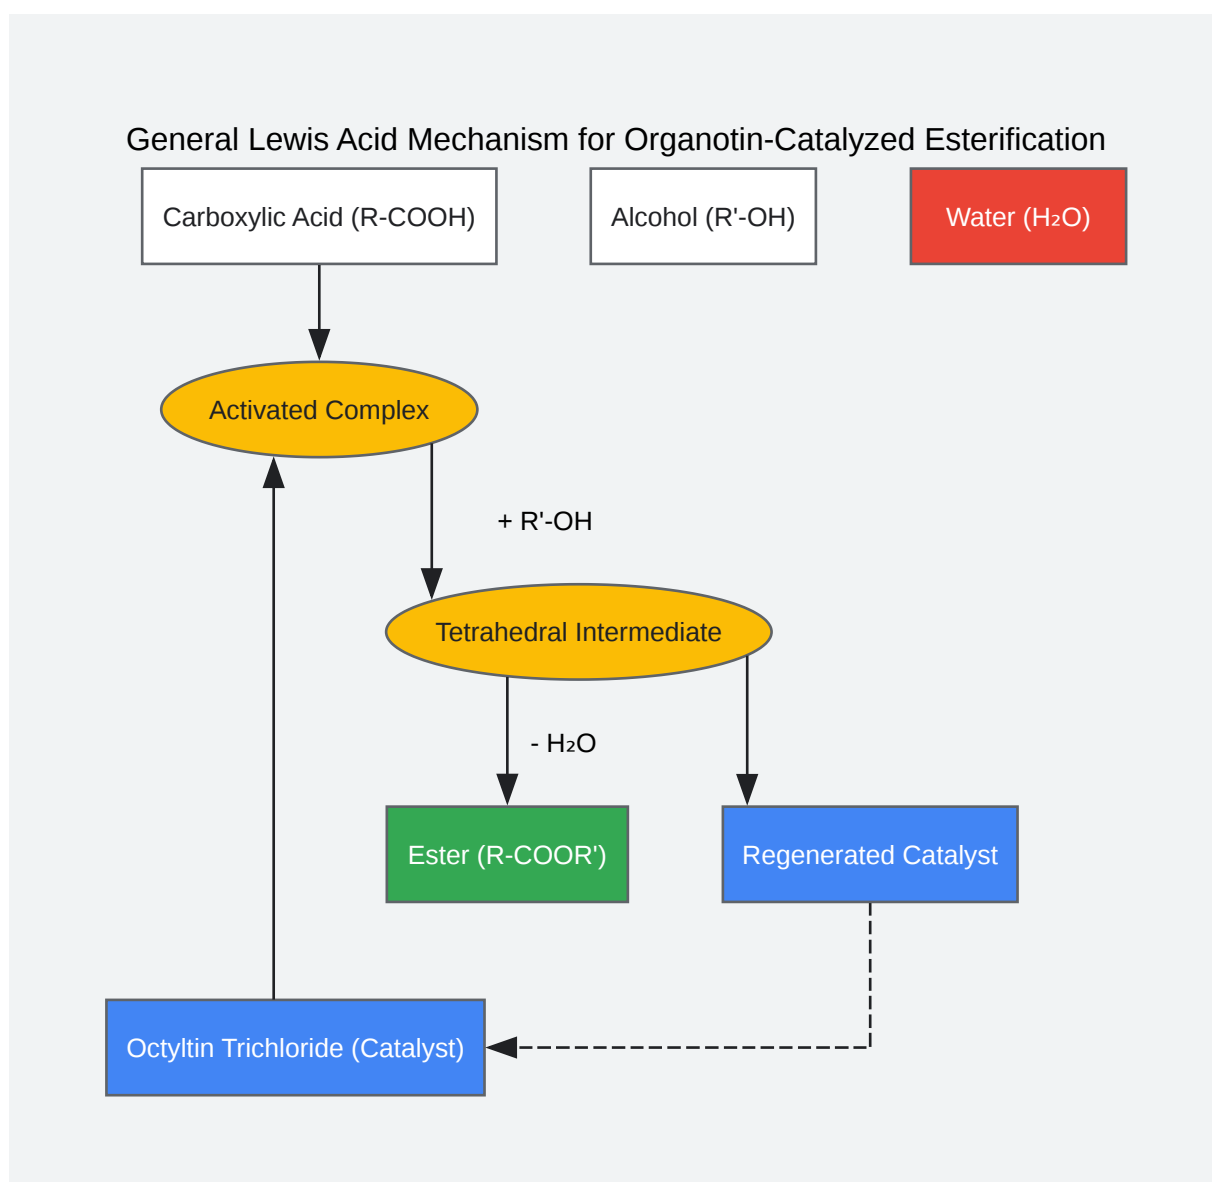 General Lewis Acid Mechanism for Organotin-Catalyzed Esterification
Carboxylic Acid (R-COOH)
Alcohol (R'-OH)
Water (H₂O)
Activated Complex
+ R'-OH
Tetrahedral Intermediate
- H₂O
Ester (R-COOR')
Regenerated Catalyst
Octyltin Trichloride (Catalyst)